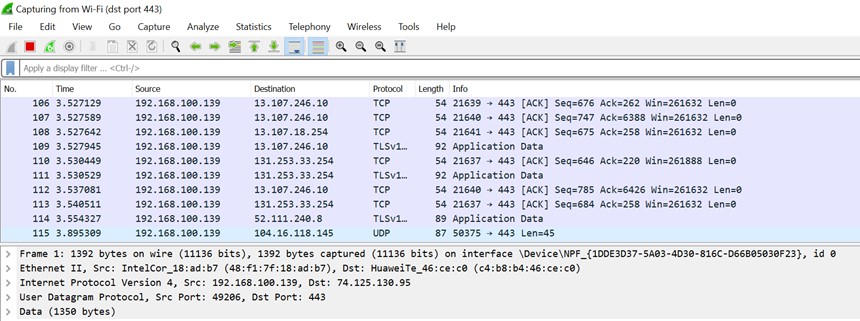 Capturing from Wi-Fi (dst port 443)
File Edit View Go Capture Analyze Statistics Telephony Wireless Tools Help
Apply a display filter ... <Ctrl-/>
No. Time Source Destination Protocol Length Info
106 3.527129 192.168.100.139 13.107.246.10 TCP 54 21639 → 443 [ACK] Seq=676 Ack=262 Win=261632 Len=0
107 3.527589 192.168.100.139 13.107.246.10 TCP 54 21640 → 443 [ACK] Seq=747 Ack=6388 Win=261632 Len=0
108 3.527642 192.168.100.139 13.107.18.254 TCP 54 21641 → 443 [ACK] Seq=675 Ack=258 Win=261632 Len=0
109 3.527945 192.168.100.139 13.107.246.10 TLSv1... 92 Application Data
110 3.530449 192.168.100.139 131.253.33.254 TCP 54 21637 → 443 [ACK] Seq=646 Ack=220 Win=261888 Len=0
111 3.530529 192.168.100.139 131.253.33.254 TLSv1... 92 Application Data
112 3.537081 192.168.100.139 13.107.246.10 TCP 54 21640 → 443 [ACK] Seq=785 Ack=6426 Win=261632 Len=0
113 3.540511 192.168.100.139 131.253.33.254 TCP 54 21637 → 443 [ACK] Seq=684 Ack=258 Win=261632 Len=0
114 3.554327 192.168.100.139 52.111.240.8 TLSv1... 89 Application Data
115 3.895309 192.168.100.139 104.16.118.145 UDP 87 50375 → 443 Len=45
Frame 1: 1392 bytes on wire (11136 bits), 1392 bytes captured (11136 bits) on interface \Device\NPF_{1DDE3D37-5A03-4D30-816C-D66B05030F23}, id 0
Ethernet II, Src: IntelCor_18:ad:b7 (48:f1:7f:18:ad:b7), Dst: HuaweiTe_46:ce:c0 (c4:b8:b4:46:ce:c0)
Internet Protocol Version 4, Src: 192.168.100.139, Dst: 74.125.130.95
User Datagram Protocol, Src Port: 49206, Dst Port: 443
Data (1350 bytes)